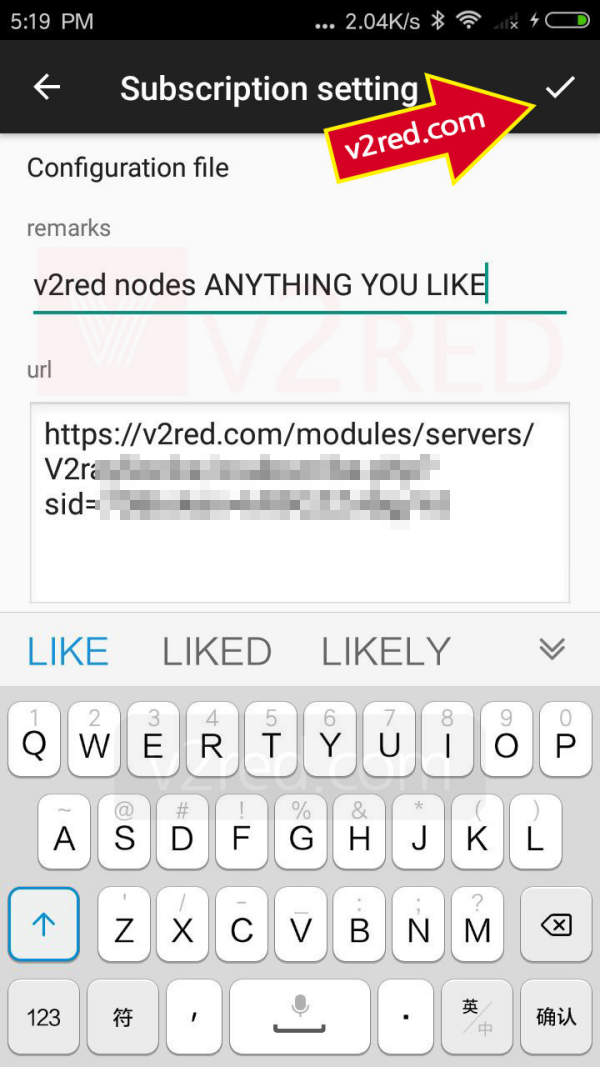 5:19 PM
... 2.04K/s
Subscription setting
v2red.com
Configuration file
remarks
v2red nodes ANYTHING YOU LIKE
V2RED
url
https://v2red.com/modules/servers/
V2ra
sid=
LIKE LIKED LIKELY
1 2 3 4 5 6 7 8 9 0
Q W E R T Y U I O P
v2red.com
~ @ # ! % & * ( )
A S D F G H J K L
' / - _ : ; ?
Z X C V B N M
123 符 , . 英/中 确认